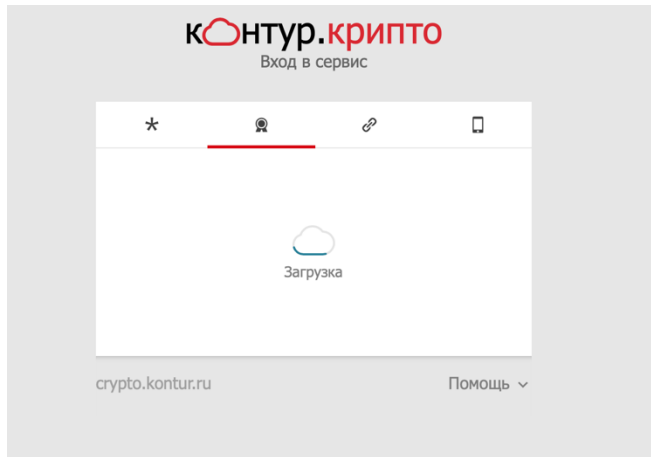 контур.крипто
Вход в сервис
Загрузка
crypto.kontur.ru
Помощь